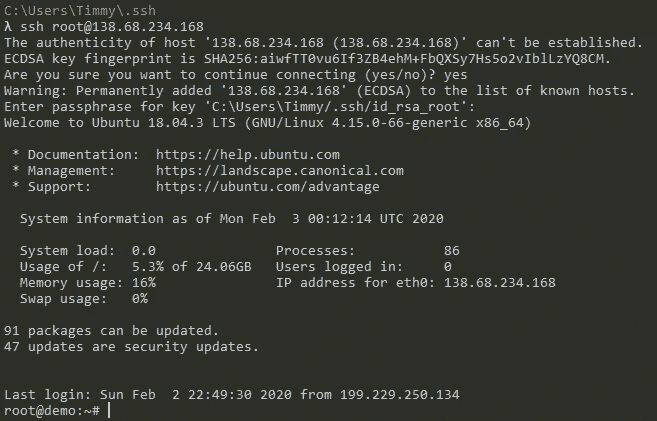 C:\Users\Timmy\.ssh
λ ssh root@138.68.234.168
The authenticity of host '138.68.234.168 (138.68.234.168)' can't be established.
ECDSA key fingerprint is SHA256:aiwfTT0vu6If3ZB4ehM+FbQXSy7Hs5o2vIblLzYQ8CM.
Are you sure you want to continue connecting (yes/no)? yes
Warning: Permanently added '138.68.234.168' (ECDSA) to the list of known hosts.
Enter passphrase for key 'C:\Users\Timmy/.ssh/id_rsa_root':
Welcome to Ubuntu 18.04.3 LTS (GNU/Linux 4.15.0-66-generic x86_64)
* Documentation:  https://help.ubuntu.com
* Management:     https://landscape.canonical.com
* Support:        https://ubuntu.com/advantage
System information as of Mon Feb  3 00:12:14 UTC 2020
System load:  0.0               Processes:           86
Usage of /:   5.3% of 24.06GB   Users logged in:     0
Memory usage: 16%               IP address for eth0: 138.68.234.168
Swap usage:   0%
91 packages can be updated.
47 updates are security updates.
Last login: Sun Feb  2 22:49:30 2020 from 199.229.250.134
root@demo:~#